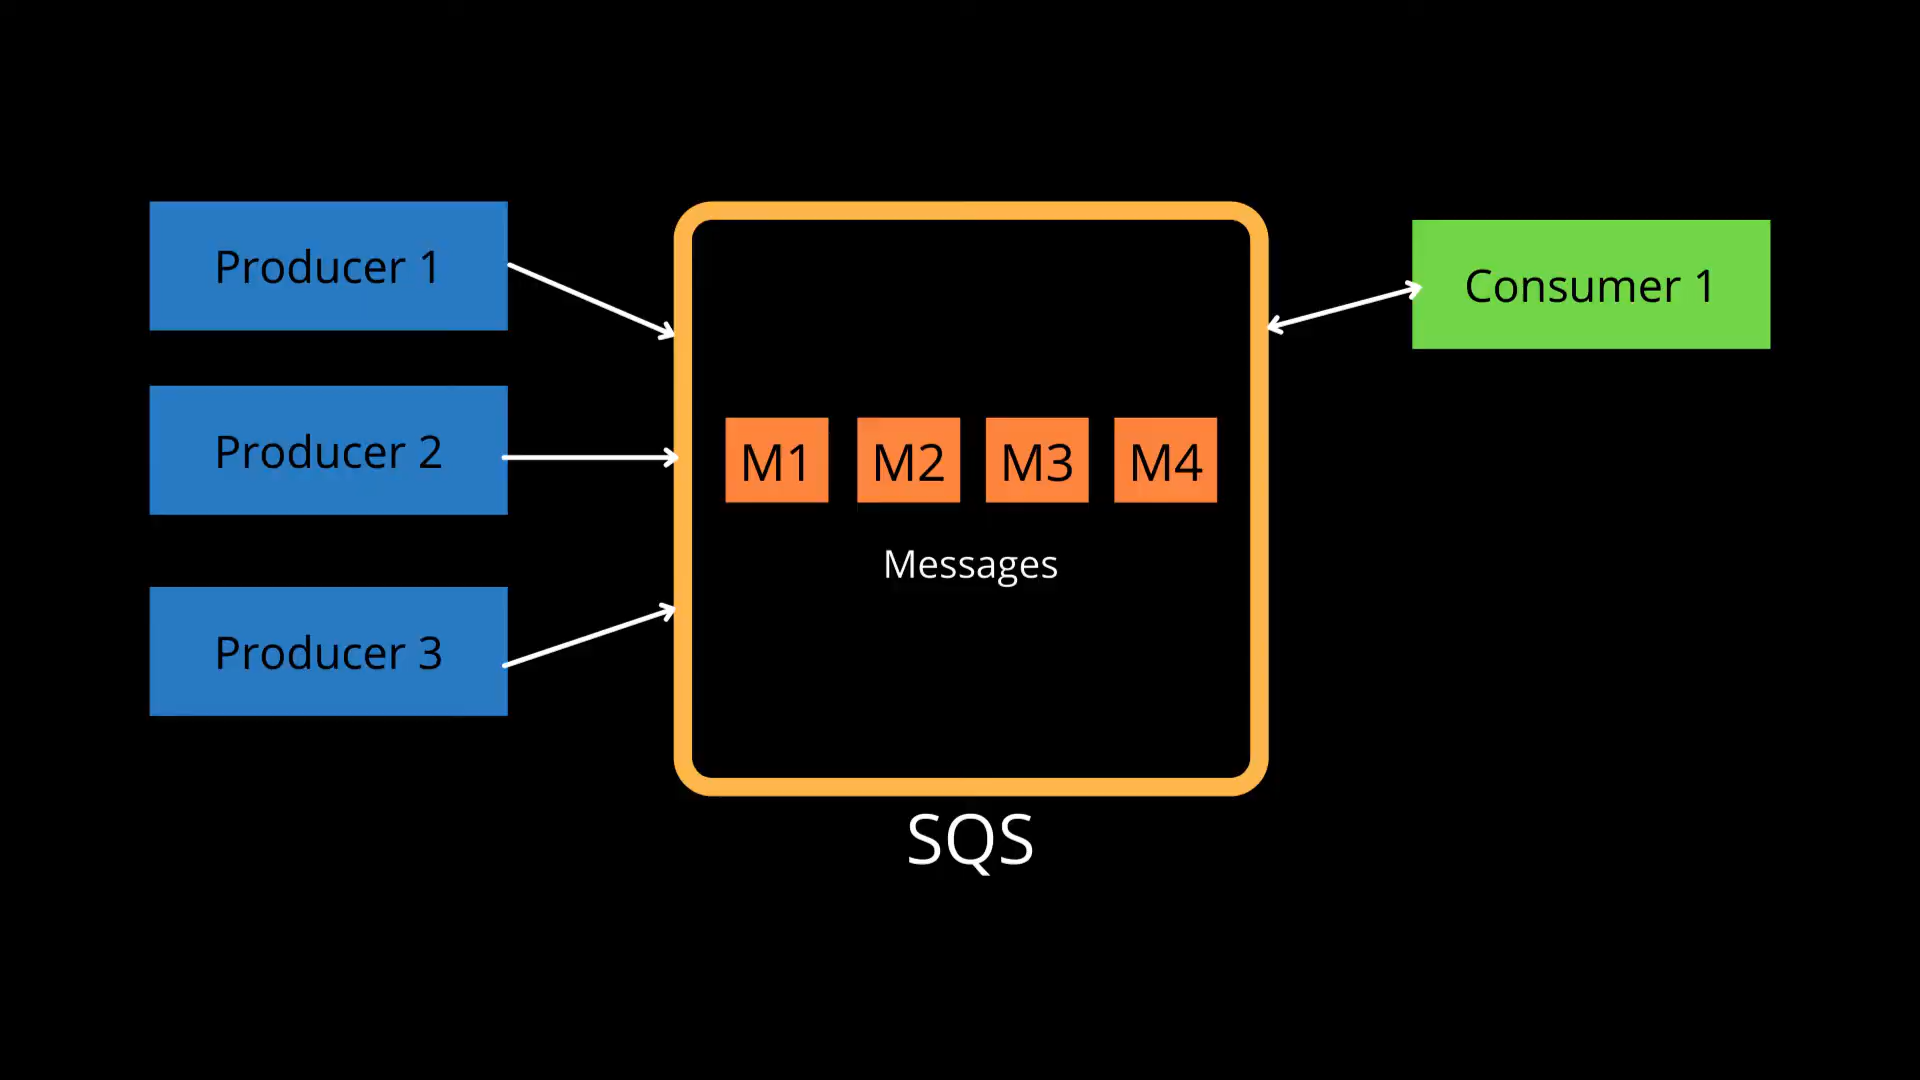 Producer 1
Producer 2
Producer 3
M1 M2 M3 M4
Messages
SQS
Consumer 1